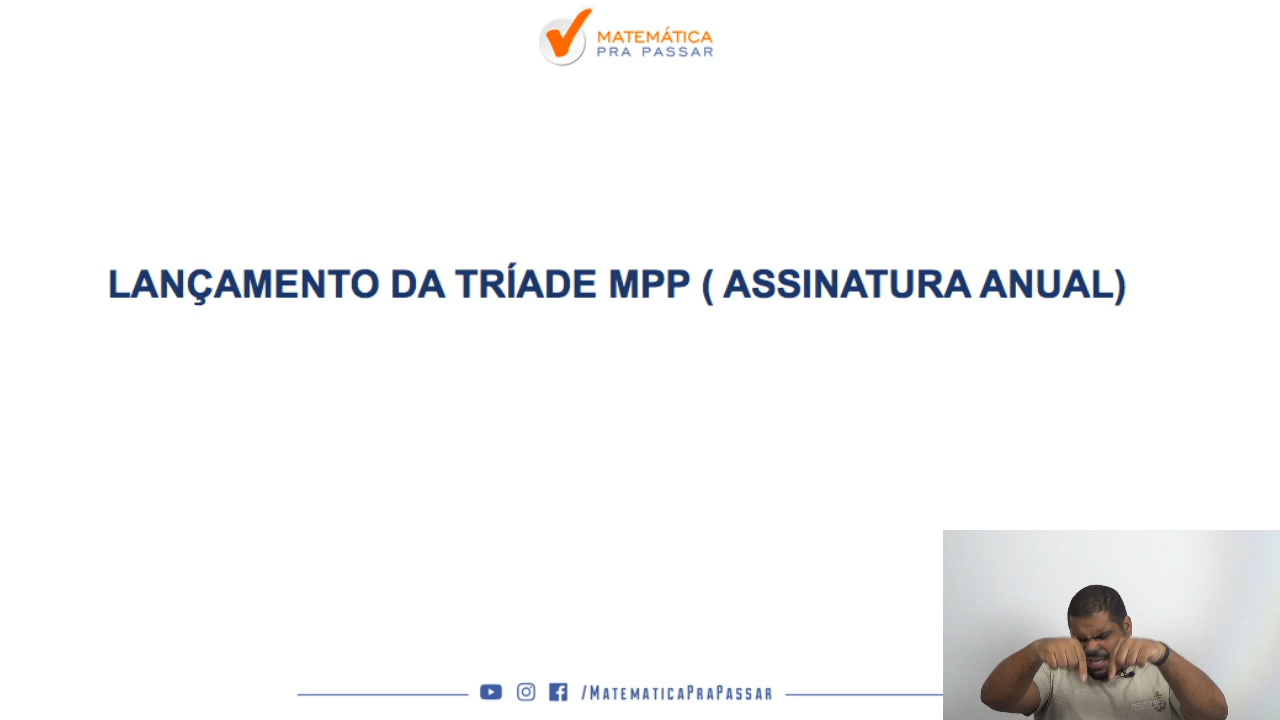 MATEMÁTICA
PRA PASSAR
LANÇAMENTO DA TRÍADE MPP ( ASSINATURA ANUAL)
/MATEMATICAPRAPASSAR